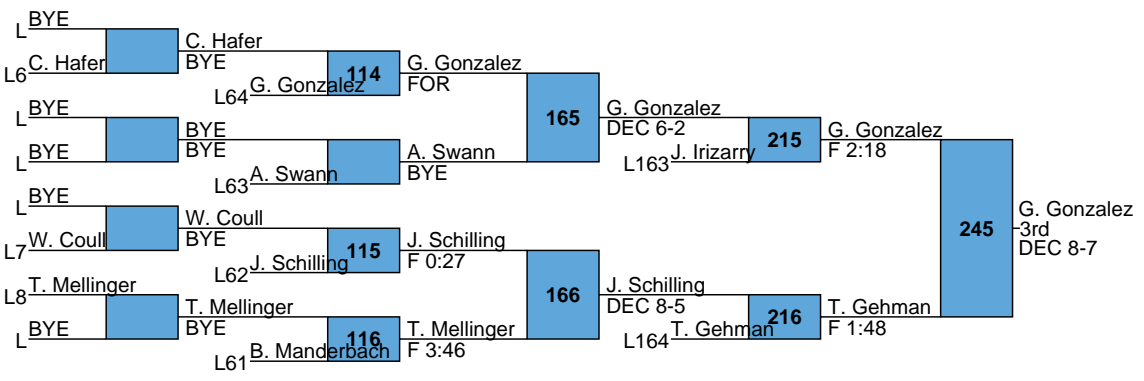 L BYE
L6 C. Hafer
C. Hafer
BYE
L64 G. Gonzalez
114
G. Gonzalez
FOR
L BYE
L BYE
BYE
BYE
L63 A. Swann
A. Swann
BYE
165
G. Gonzalez
DEC 6-2
L163 J. Irizarry
215
G. Gonzalez
F 2:18
L BYE
L7 W. Coull
W. Coull
BYE
L62 J. Schilling
115
J. Schilling
F 0:27
L8 T. Mellinger
L BYE
T. Mellinger
BYE
L61 B. Manderbach
116
T. Mellinger
F 3:46
166
J. Schilling
DEC 8-5
L164 T. Gehman
216
T. Gehman
F 1:48
245
G. Gonzalez
3rd
DEC 8-7